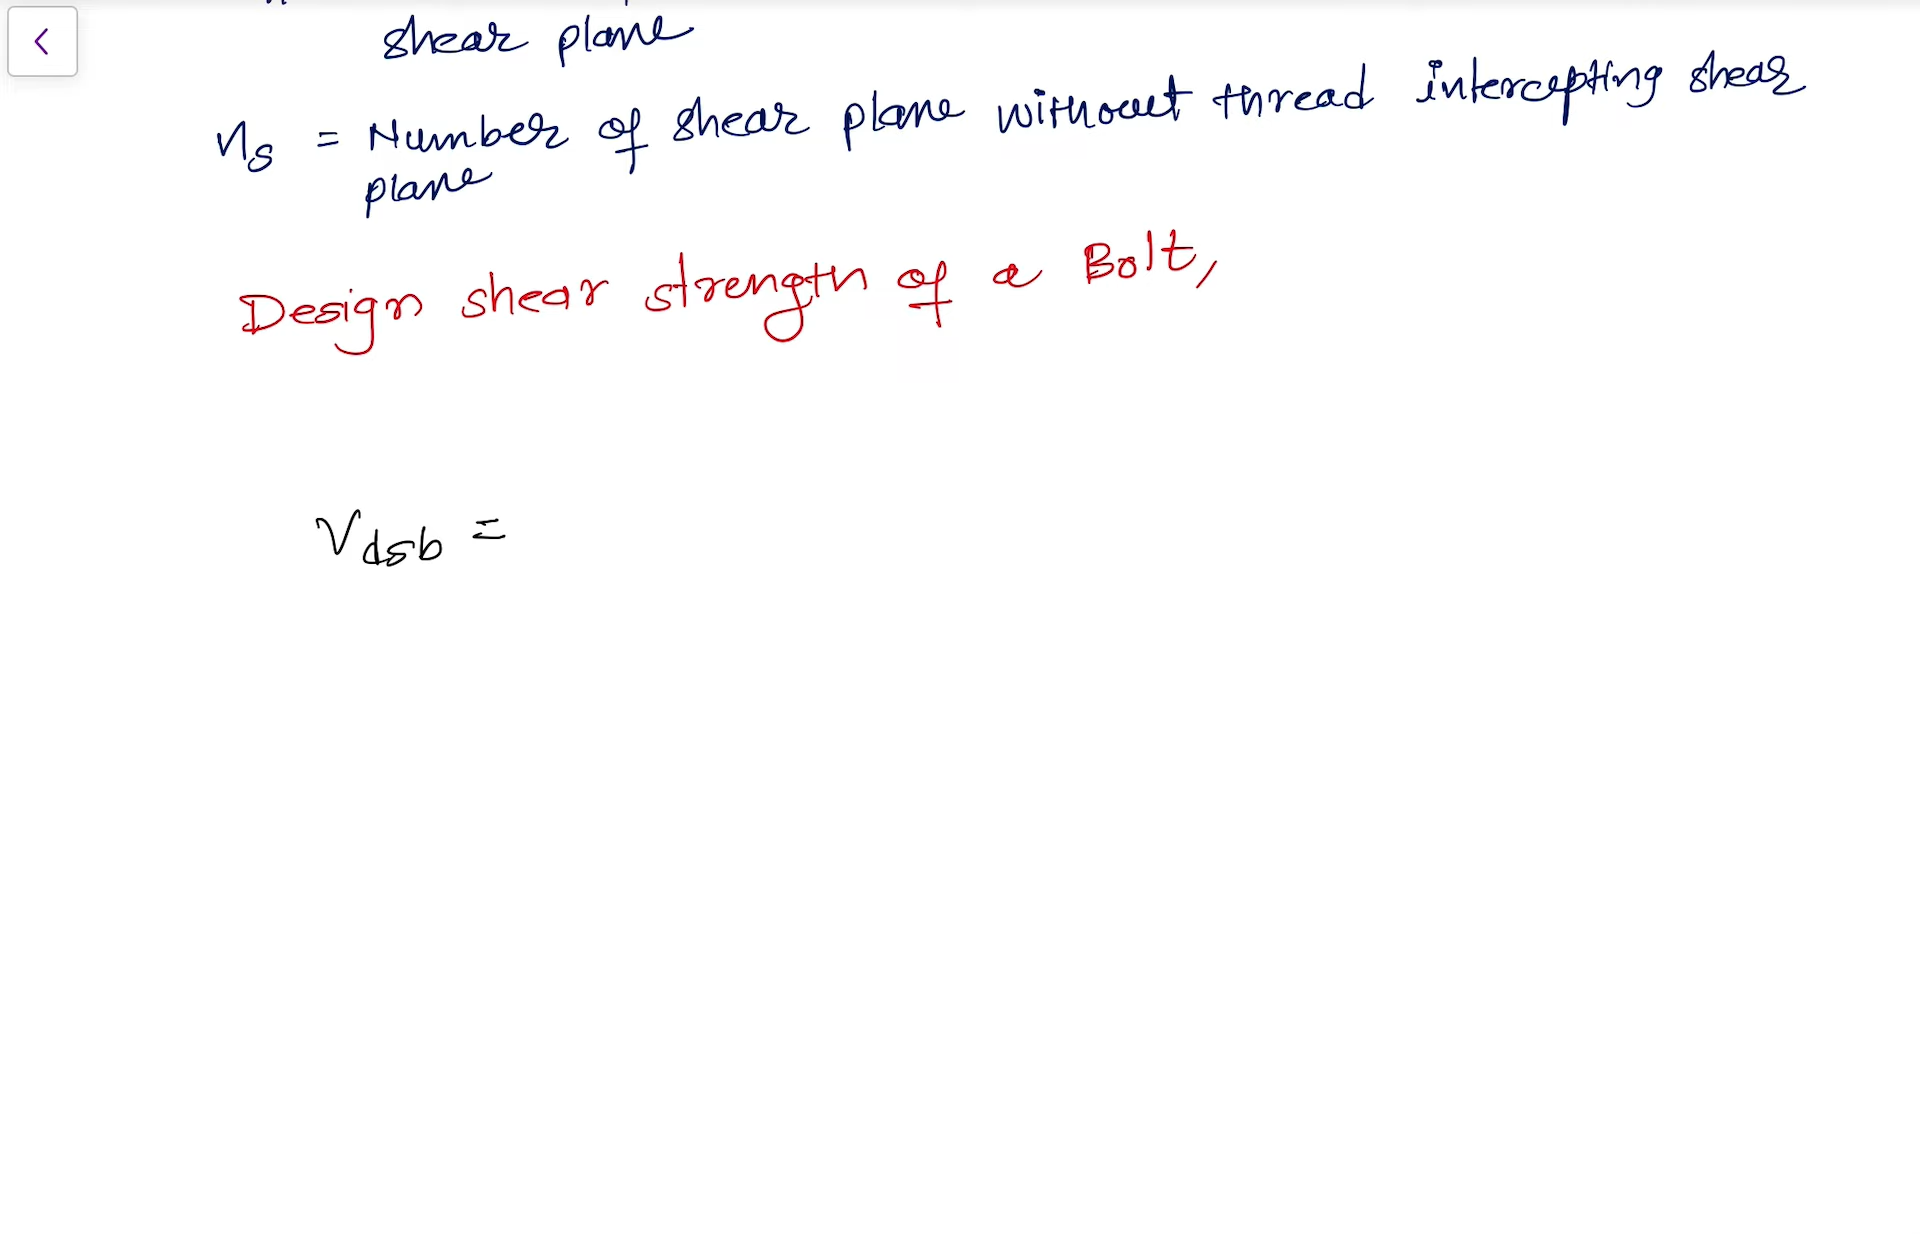 shear plane
ns = Number of shear plane without thread intercepting shear
plane
Design shear strength of a Bolt,
Vdsb =